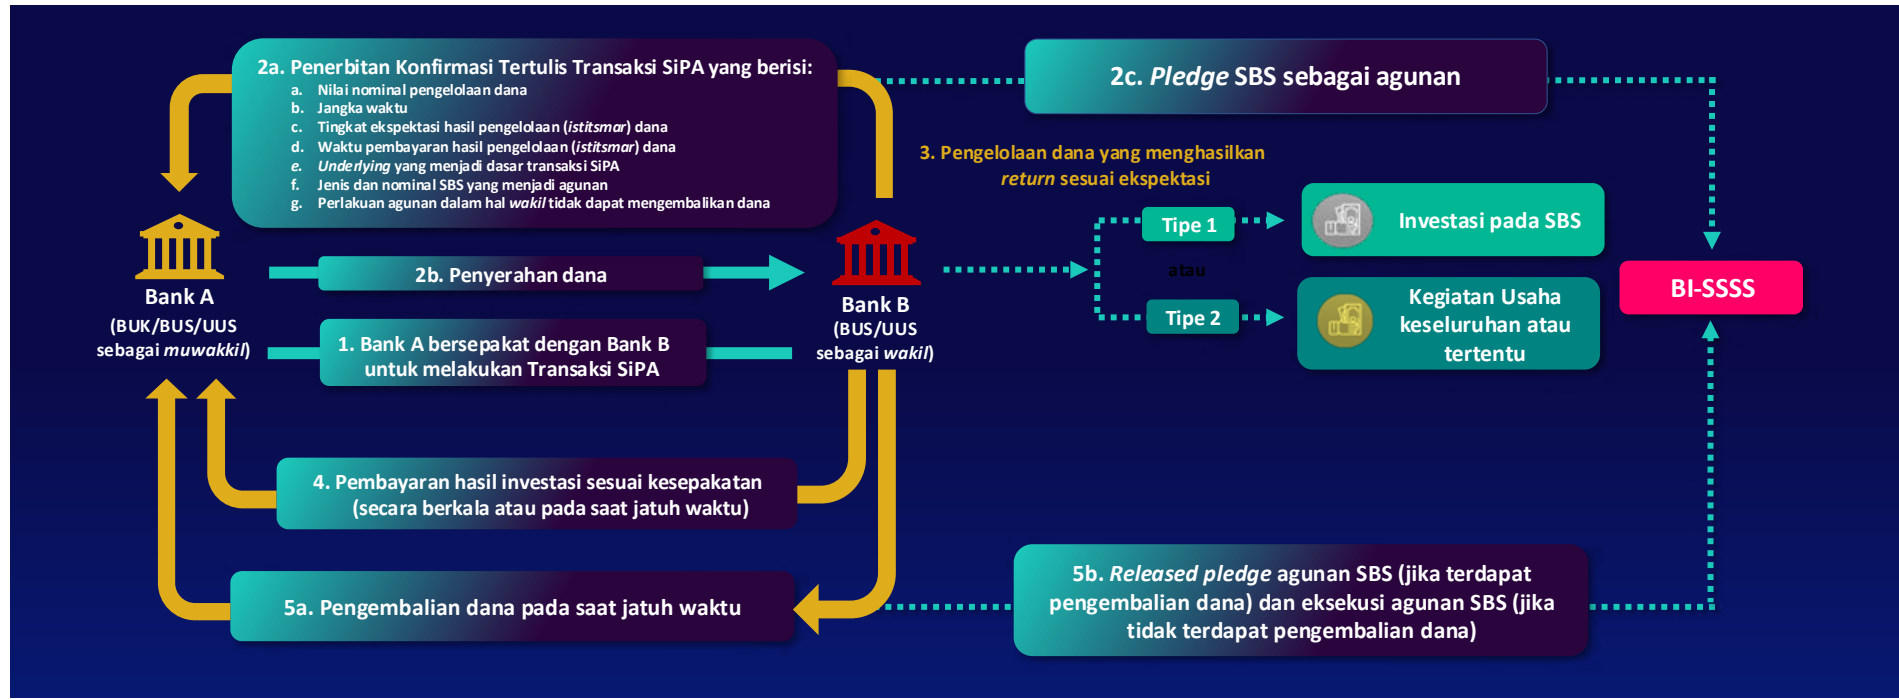 2a. Penerbitan Konfirmasi Tertulis Transaksi SiPA yang berisi:
a. Nilai nominal pengelolaan dana
b. Jangka waktu
c. Tingkat ekspektasi hasil pengelolaan (istitsmar) dana
d. Waktu pembayaran hasil pengelolaan (istitsmar) dana
e. Underlying yang menjadi dasar transaksi SiPA
f. Jenis dan nominal SBS yang menjadi agunan
g. Perlakuan agunan dalam hal wakil tidak dapat mengembalikan dana
2c. Pledge SBS sebagai agunan
3. Pengelolaan dana yang menghasilkan
return sesuai ekspektasi
Tipe 1
Investasi pada SBS
atau
Tipe 2
Kegiatan Usaha
keseluruhan atau
tertentu
BI-SSSS
2b. Penyerahan dana
Bank A
(BUK/BUS/UUS
sebagai muwakkil)
Bank B
(BUS/UUS
sebagai wakil)
1. Bank A bersepakat dengan Bank B
untuk melakukan Transaksi SiPA
4. Pembayaran hasil investasi sesuai kesepakatan
(secara berkala atau pada saat jatuh waktu)
5a. Pengembalian dana pada saat jatuh waktu
5b. Released pledge agunan SBS (jika terdapat
pengembalian dana) dan eksekusi agunan SBS (jika
tidak terdapat pengembalian dana)